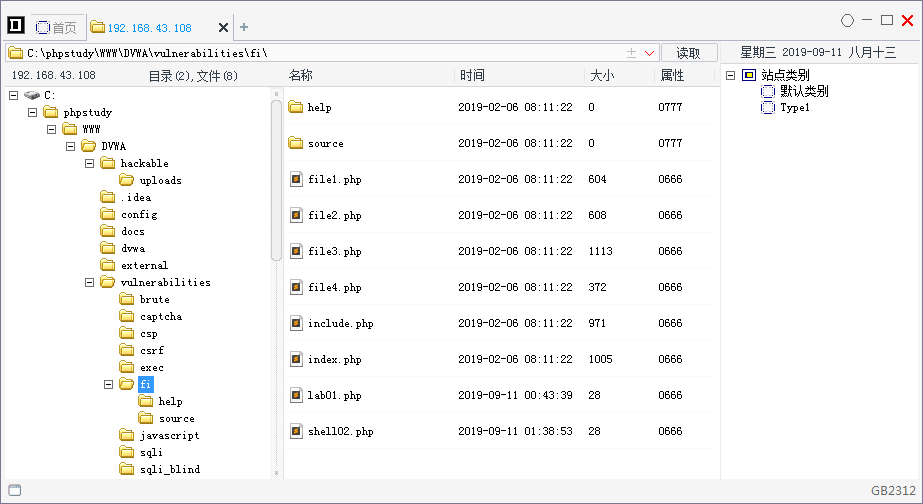 首页
192.168.43.108
C:\phpstudy\WWW\DVWA\vulnerabilities\fi\
读取
星期三 2019-09-11 八月十三
192.168.43.108 目录(2),文件(8)
名称 时间 大小 属性
C:
phpstudy
WWW
DVWA
hackable
uploads
.idea
config
docs
dvwa
external
vulnerabilities
brute
captcha
csp
csrf
exec
fi
help
source
javascript
sqli
sqli_blind
help 2019-02-06 08:11:22 0 0777
source 2019-02-06 08:11:22 0 0777
file1.php 2019-02-06 08:11:22 604 0666
file2.php 2019-02-06 08:11:22 608 0666
file3.php 2019-02-06 08:11:22 1113 0666
file4.php 2019-02-06 08:11:22 372 0666
include.php 2019-02-06 08:11:22 971 0666
index.php 2019-02-06 08:11:22 1005 0666
lab01.php 2019-09-11 00:43:39 28 0666
shell02.php 2019-09-11 01:38:53 28 0666
站点类别
默认类别
Type1
GB2312